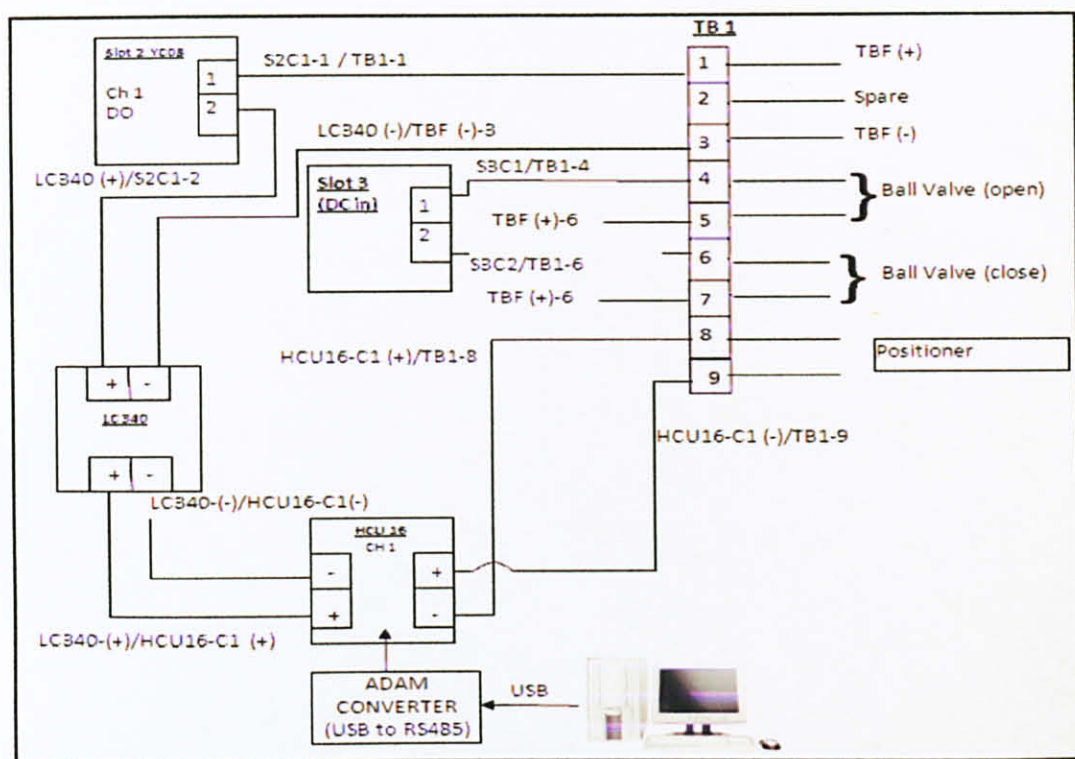 TB 1
Slot 2 YC08
Ch 1
DO
1
2
S2C1-1 / TB1-1
LC340 (+)/S2C1-2
LC340 (-)/TBF (-)-3
Slot 3
(DC in)
1
2
S3C1/TB1-4
TBF (+)-6
S3C2/TB1-6
TBF (+)-6
1
2
3
4
5
6
7
8
9
TBF (+)
Spare
TBF (-)
} Ball Valve (open)
} Ball Valve (close)
Positioner
HCU16-C1 (+)/TB1-8
HCU16-C1 (-)/TB1-9
+ -
LC340
+ -
LC340-(-)/HCU16-C1(-)
HCU 16
CH 1
- +
+ -
LC340-(+)/HCU16-C1 (+)
ADAM
CONVERTER
(USB to RS485)
USB